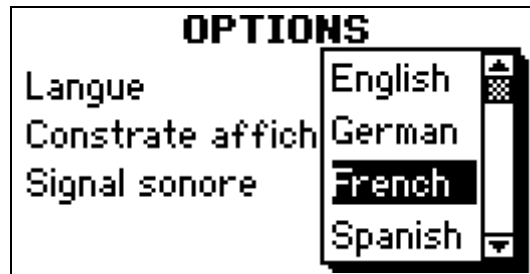 OPTIONS
Langue
Constrate affich
Signal sonore
English
German
French
Spanish